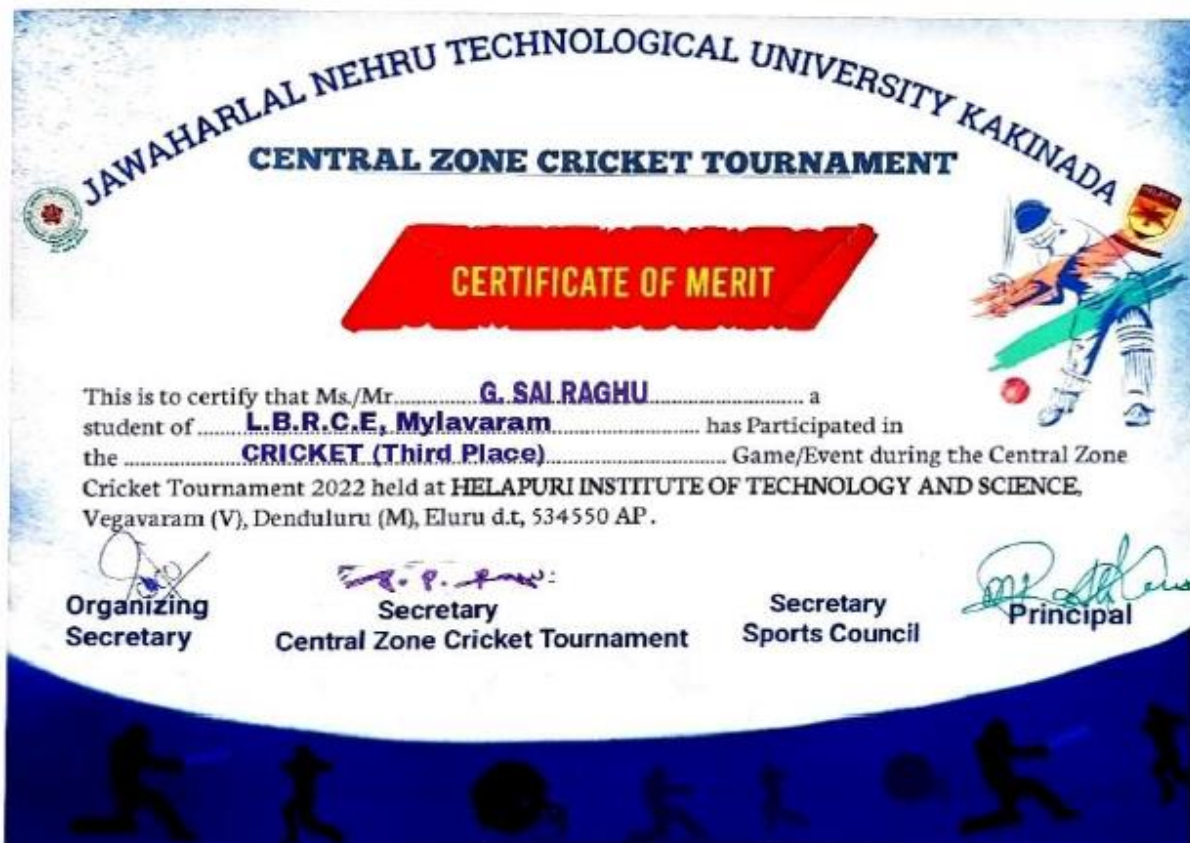 JAWAHARLAL NEHRU TECHNOLOGICAL UNIVERSITY KAKINADA
CENTRAL ZONE CRICKET TOURNAMENT
CERTIFICATE OF MERIT
This is to certify that Ms./Mr.......... G. SAI RAGHU .......... a
student of .......... L.B.R.C.E, Mylavaram .......... has Participated in
the .......... CRICKET (Third Place) .......... Game/Event during the Central Zone
Cricket Tournament 2022 held at HELAPURI INSTITUTE OF TECHNOLOGY AND SCIENCE,
Vegavaram (V), Denduluru (M), Eluru d.t, 534550 AP.
Organizing
Secretary
Secretary
Central Zone Cricket Tournament
Secretary
Sports Council
Principal